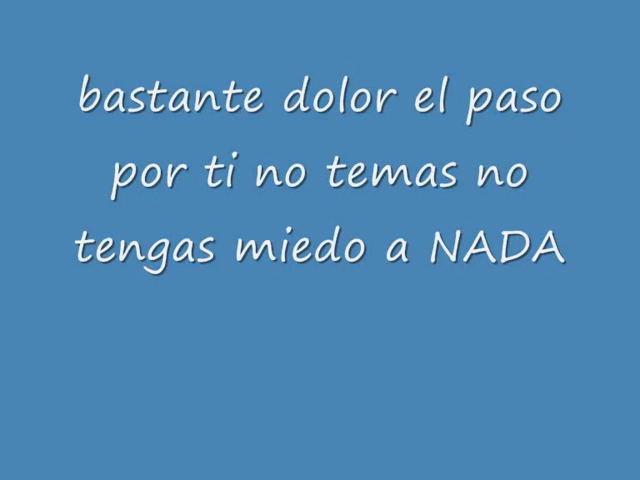 bastante dolor el paso
por ti no temas no
tengas miedo a NADA